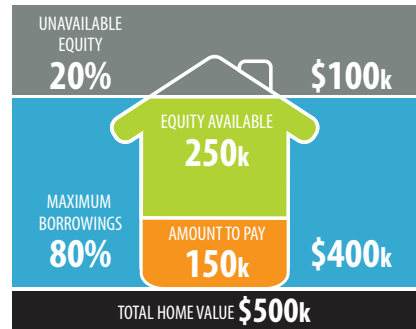 UNAVAILABLE
EQUITY
20%
$100k
EQUITY AVAILABLE
250k
MAXIMUM
BORROWINGS
80%
AMOUNT TO PAY
150k
$400k
TOTAL HOME VALUE $500k